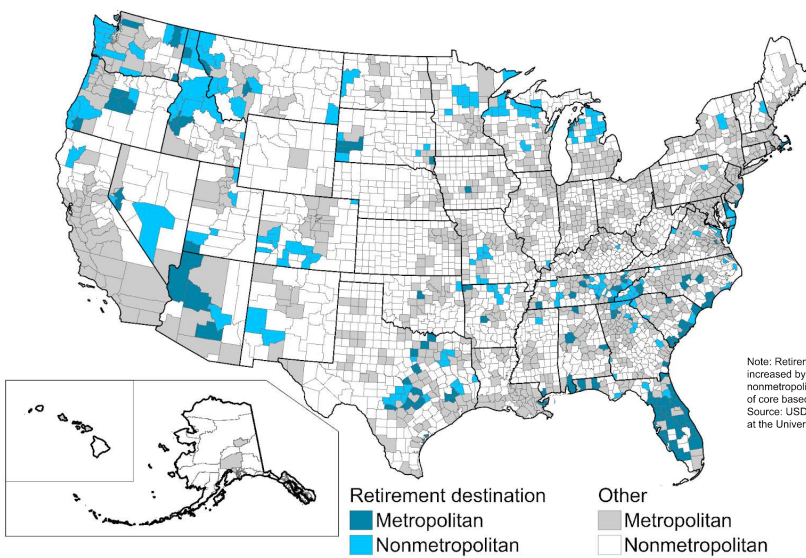 Note: Retirem
increased by
nonmetropoli
of core based
Source: USD
at the Univer
Retirement destination
Metropolitan
Nonmetropolitan
Other
Metropolitan
Nonmetropolitan